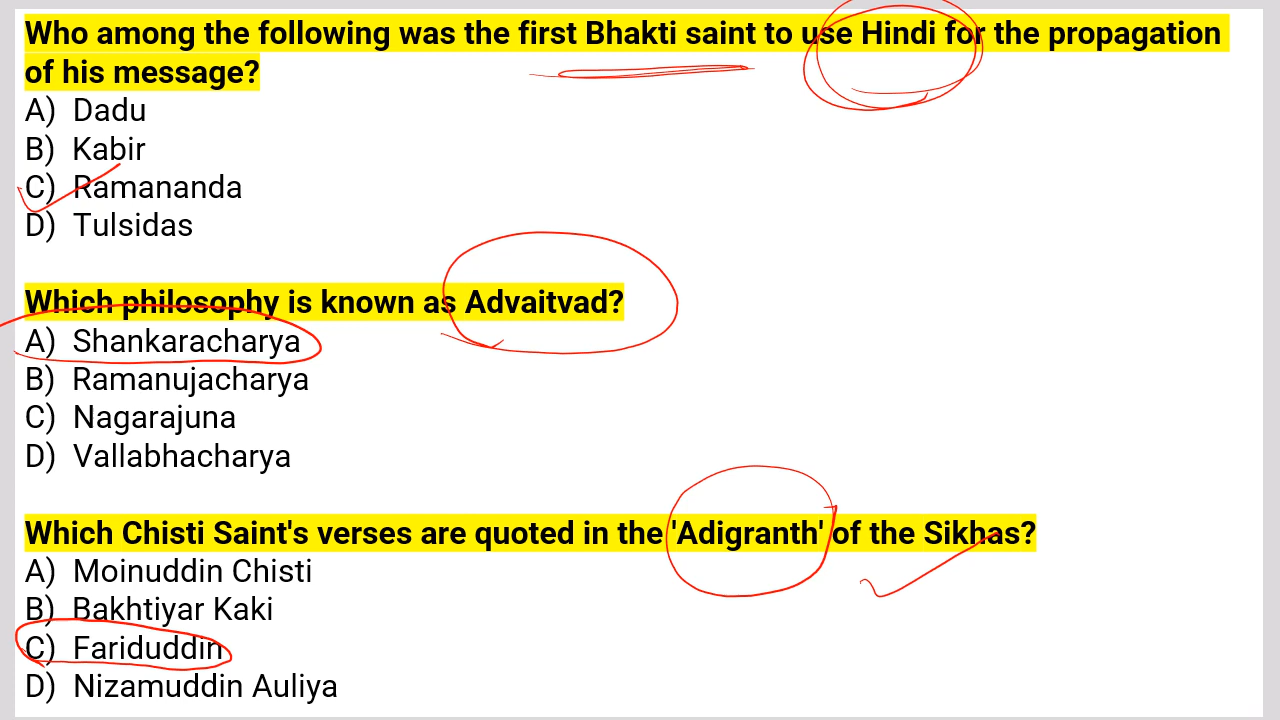 Who among the following was the first Bhakti saint to use Hindi for the propagation
of his message?
A) Dadu
B) Kabir
C) Ramananda
D) Tulsidas
Which philosophy is known as Advaitvad?
A) Shankaracharya
B) Ramanujacharya
C) Nagarajuna
D) Vallabhacharya
Which Chisti Saint's verses are quoted in the 'Adigranth' of the Sikhas?
A) Moinuddin Chisti
B) Bakhtiyar Kaki
C) Fariduddin
D) Nizamuddin Auliya